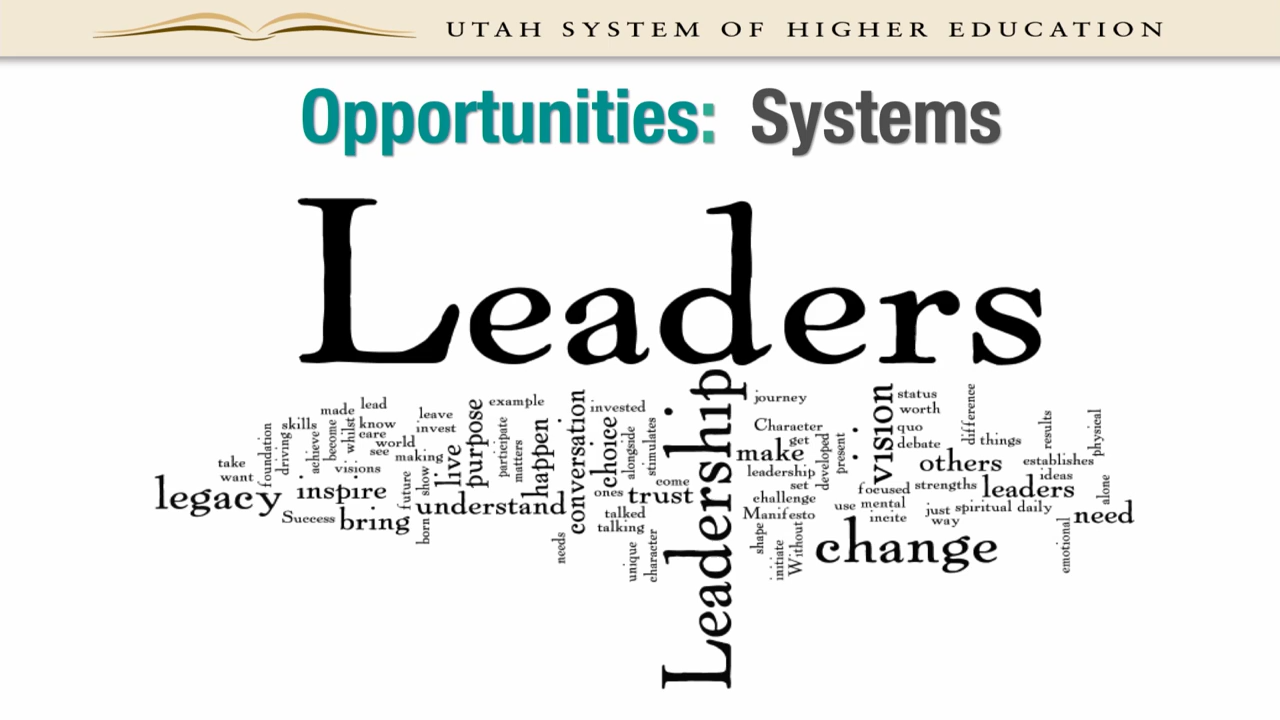 UTAH SYSTEM OF HIGHER EDUCATION
Opportunities: Systems
Leaders
Leadership
legacy
take
want
foundation
driving
skills
Success
inspire
achieve
made
become
whilst
lead
know
care
see
world
visions
making
bring
future
show
born
leave
invest
live
purpose
understand
example
participate
matters
happen
needs
conversation
invested
choice
alongside
stimulates
ones
come
trust
talked
talking
unique
character
journey
Character
get
make
leadership
set
challenge
Manifesto
developed
present
shape
initiate
Without
vision
status
worth
quo
debate
difference
things
others
focused
strengths
use
mental
incite
just
way
spiritual
daily
change
results
establishes
ideas
leaders
physical
alone
need
emotional